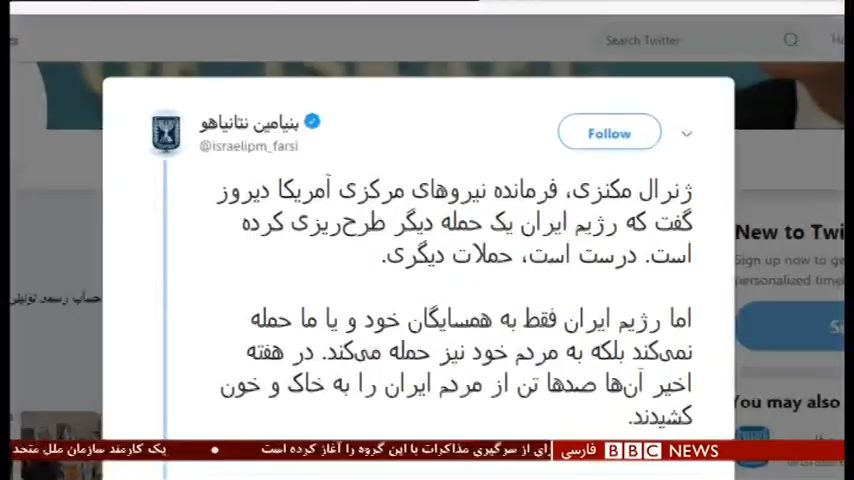 Search Twitter
بنیامین نتانیاهو
@israelipm_farsi
Follow
ژنرال مکنزی، فرمانده نیروهای مرکزی آمریکا دیروز
گفت که رژیم ایران یک حمله دیگر طرح‌ریزی کرده
است. درست است، حملات دیگری.
اما رژیم ایران فقط به همسایگان خود و یا ما حمله
نمی‌کند بلکه به مردم خود نیز حمله می‌کند. در هفته
اخیر آن‌ها صدها تن از مردم ایران را به خاک و خون
کشیدند.
New to Twi
Sign up now to ge
personalized timel
Si
You may also
حساب رسمی توئیتر
BBC NEWS فارسی
رای از سرگیری مذاکرات با این گروه را آغاز کرده است • یک کارمند سازمان ملل متحد